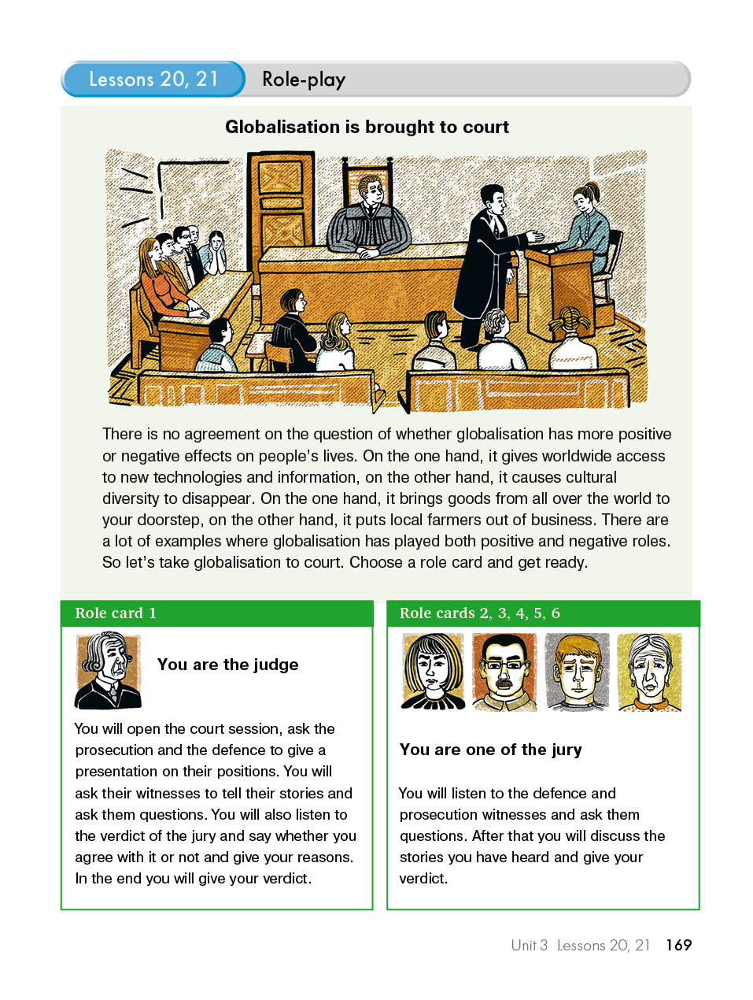 Lessons 20, 21
Role-play
Globalisation is brought to court
There is no agreement on the question of whether globalisation has more positive
or negative effects on people's lives. On the one hand, it gives worldwide access
to new technologies and information, on the other hand, it causes cultural
diversity to disappear. On the one hand, it brings goods from all over the world to
your doorstep, on the other hand, it puts local farmers out of business. There are
a lot of examples where globalisation has played both positive and negative roles.
So let's take globalisation to court. Choose a role card and get ready.
Role card 1
You are the judge
You will open the court session, ask the
prosecution and the defence to give a
presentation on their positions. You will
ask their witnesses to tell their stories and
ask them questions. You will also listen to
the verdict of the jury and say whether you
agree with it or not and give your reasons.
In the end you will give your verdict.
Role cards 2, 3, 4, 5, 6
You are one of the jury
You will listen to the defence and
prosecution witnesses and ask them
questions. After that you will discuss the
stories you have heard and give your
verdict.
Unit 3 Lessons 20, 21 169